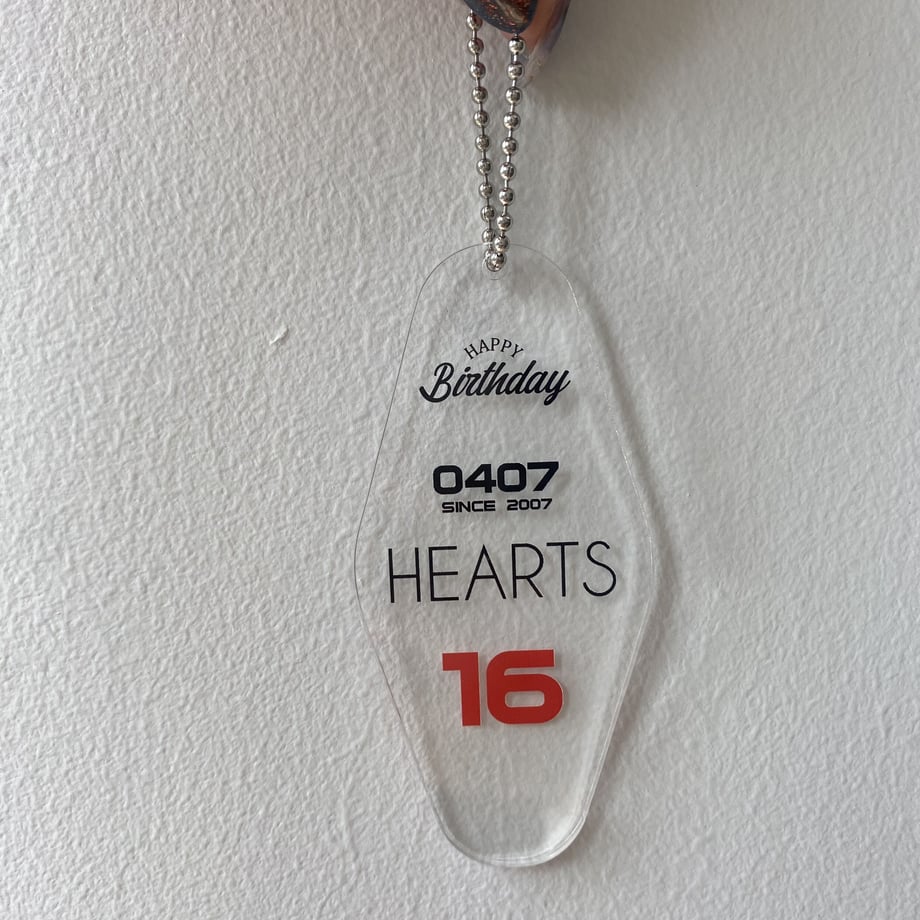 HAPPY
Birthday
0407
SINCE 2007
HEARTS
16